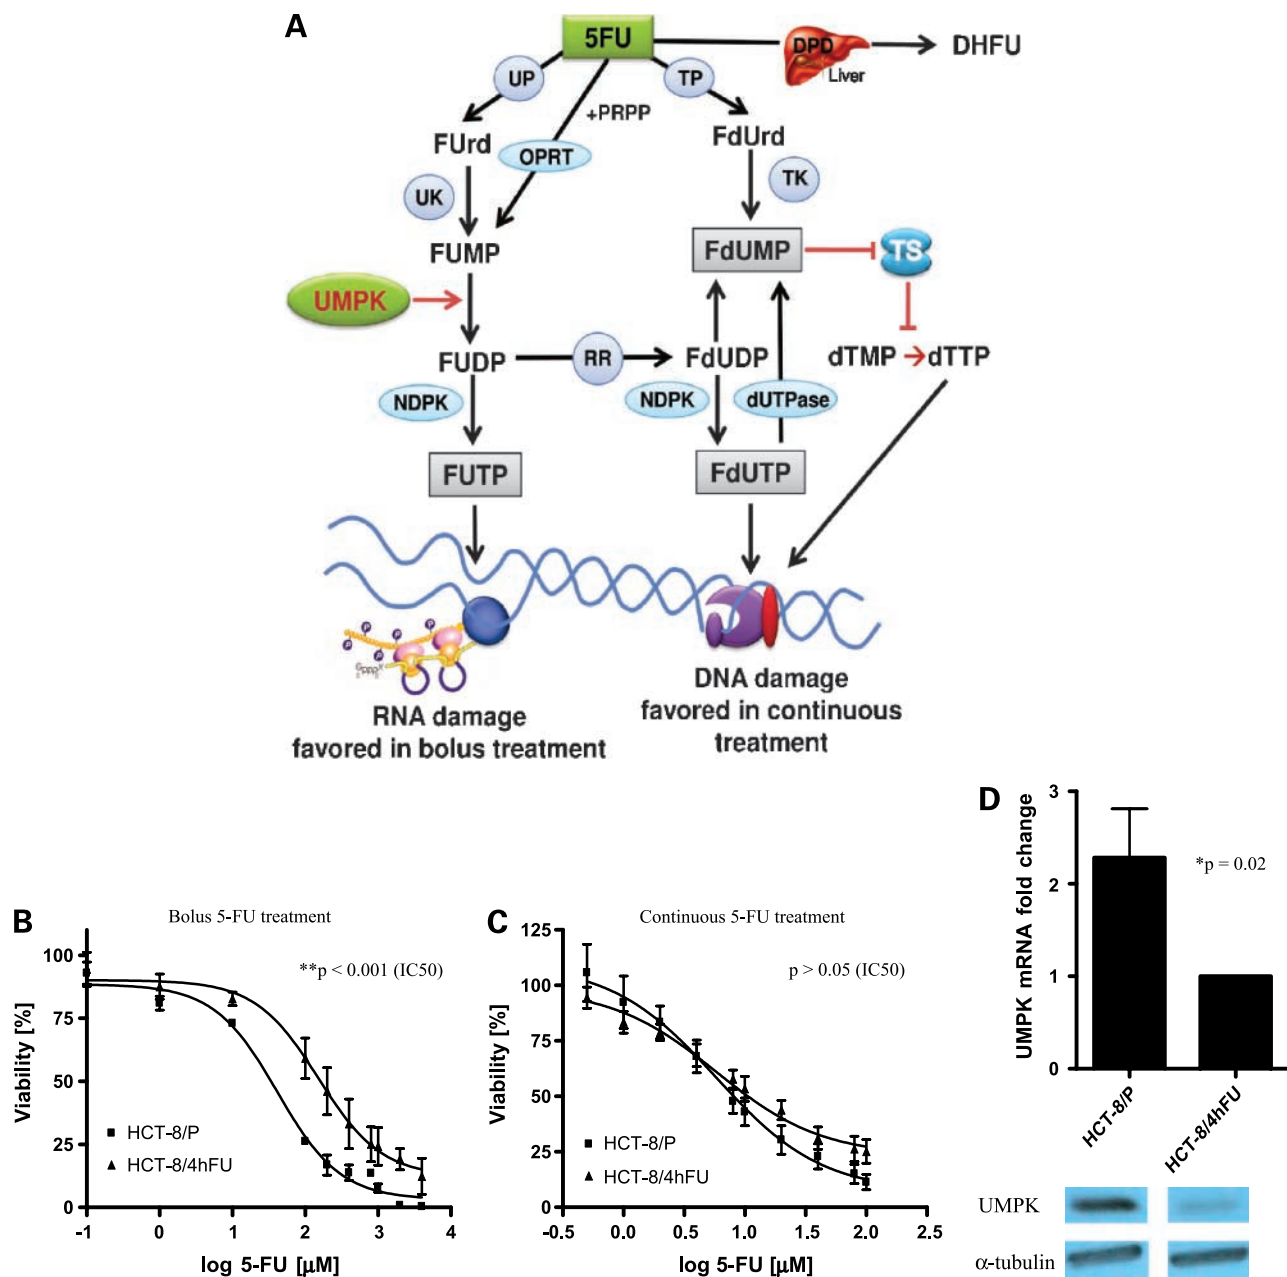 A
5FU
DPD
Liver
DHFU
UP
TP
+PRPP
FUrd
OPRT
FdUrd
UK
TK
FUMP
FdUMP
TS
UMPK
FUDP
RR
FdUDP
dTMP
dTTP
NDPK
NDPK
dUTPase
FUTP
FdUTP
P
P
P
P
P
RNA damage
favored in bolus treatment
DNA damage
favored in continuous
treatment
B
Bolus 5-FU treatment
**p < 0.001 (IC50)
Viability [%]
100
75
50
25
0
HCT-8/P
HCT-8/4hFU
-1
0
1
2
3
4
log 5-FU [μM]
C
Continuous 5-FU treatment
p > 0.05 (IC50)
Viability [%]
125
100
75
50
25
0
HCT-8/P
HCT-8/4hFU
-0.5
0.0
0.5
1.0
1.5
2.0
2.5
log 5-FU [μM]
D
UMPK mRNA fold change
3
2
1
0
*p = 0.02
HCT-8/P
HCT-8/4hFU
UMPK
α-tubulin